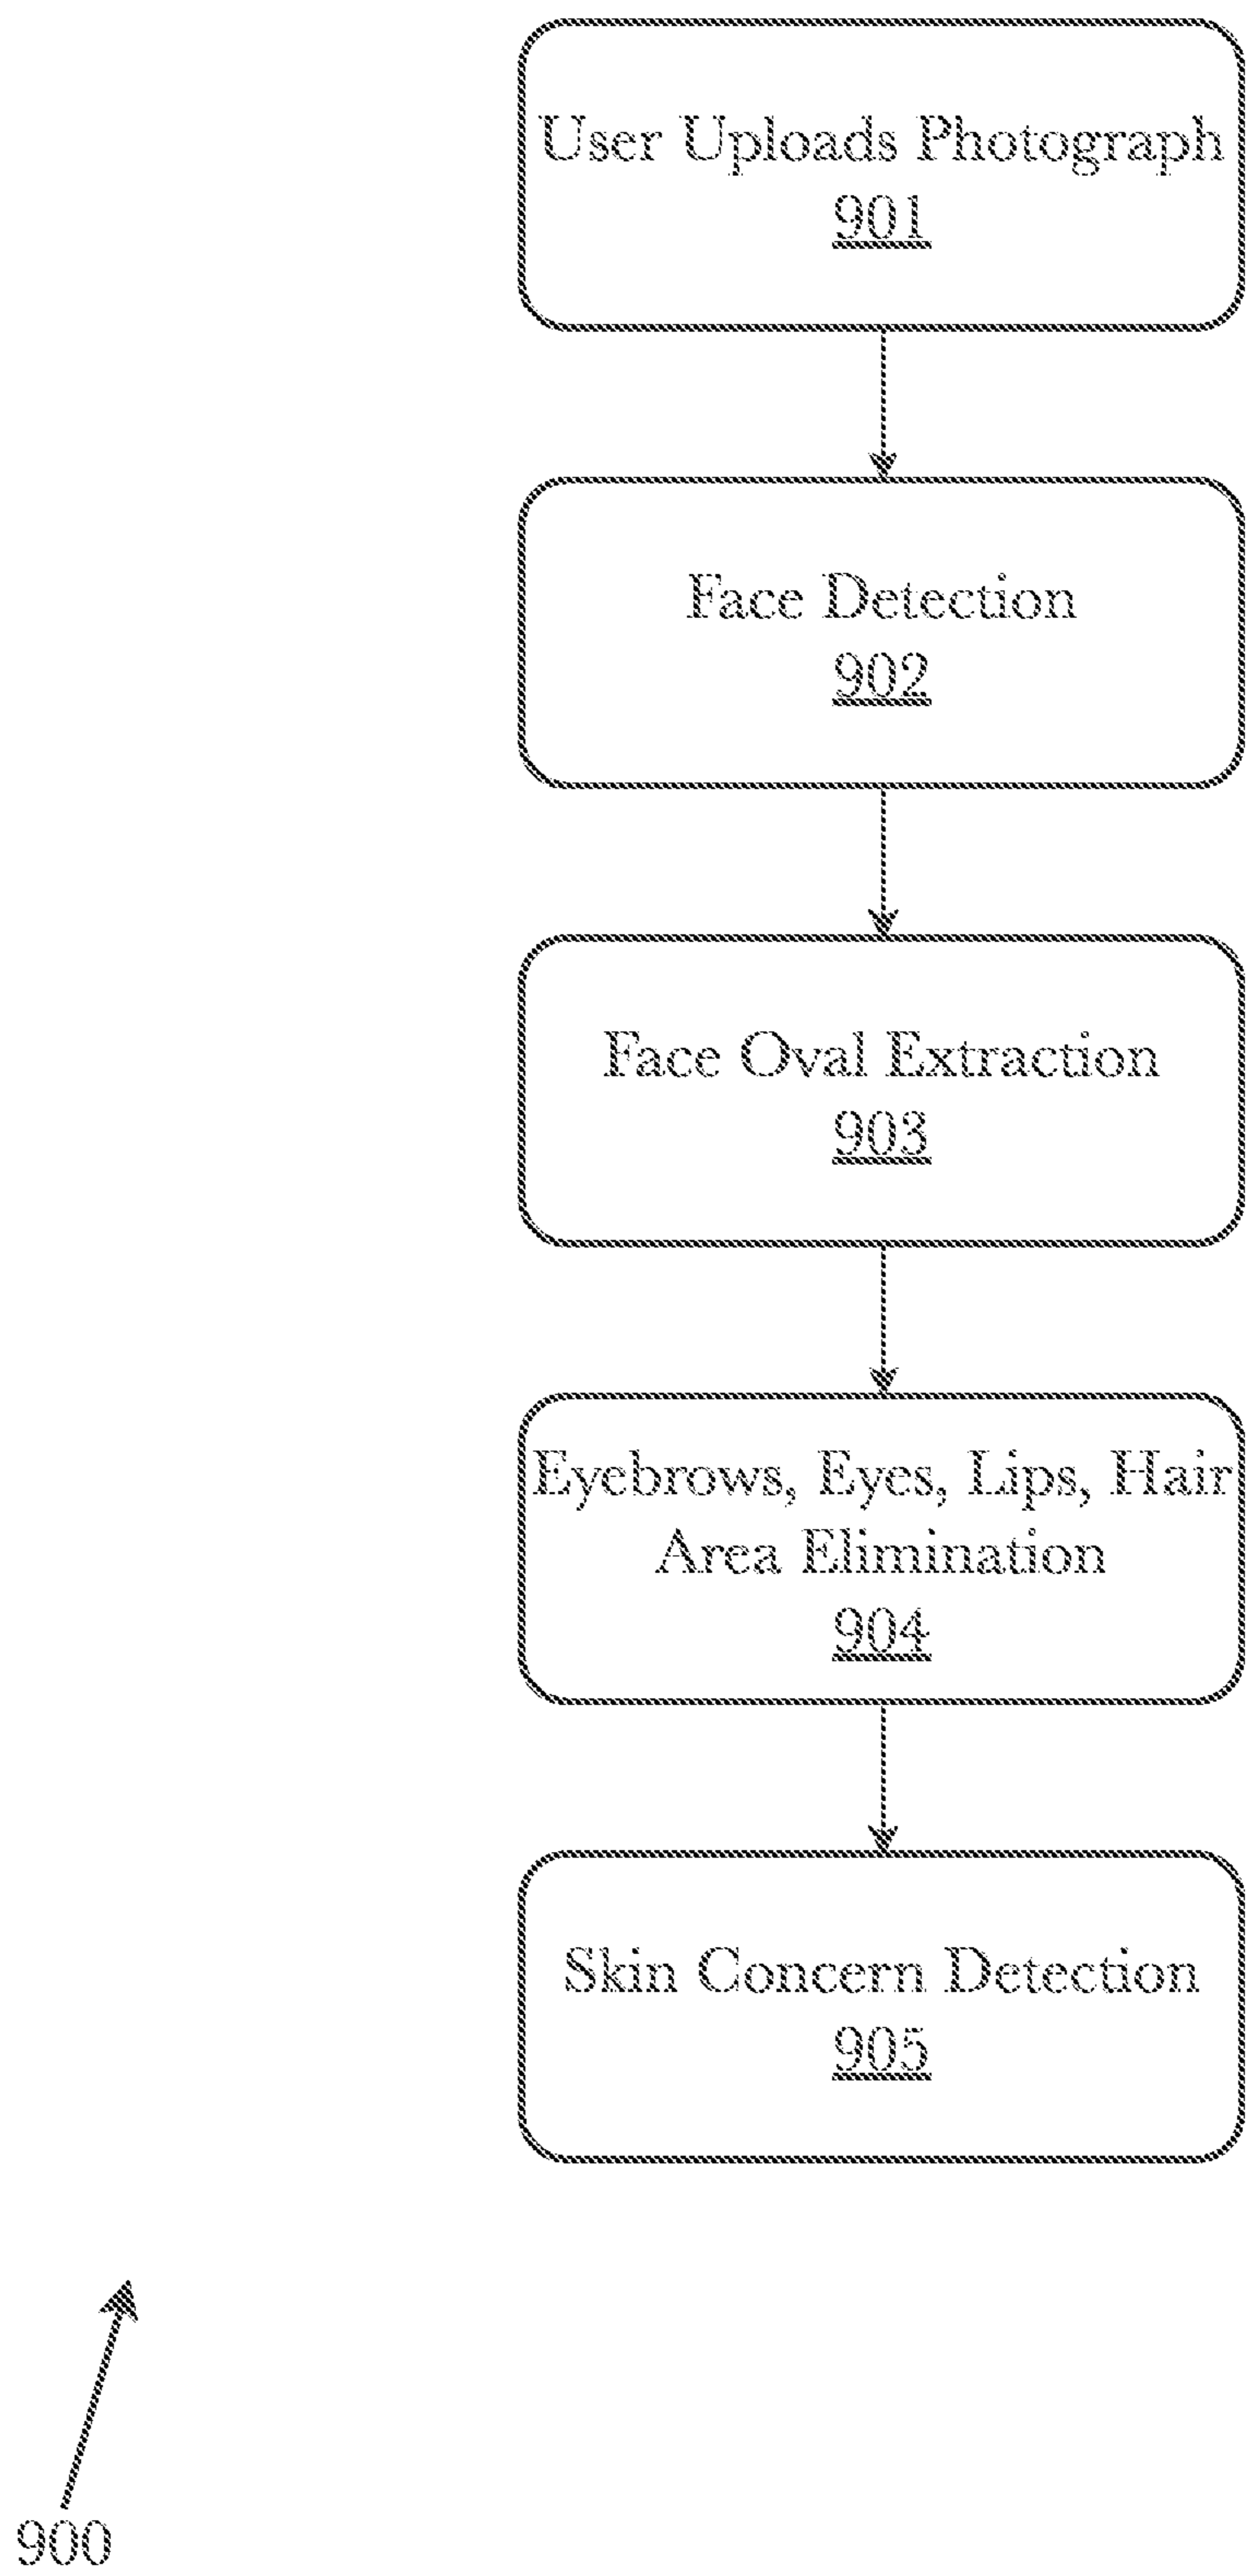 User Uploads Photograph
901
Face Detection
902
Face Oval Extraction
903
Eyebrows, Eyes, Lips, Hair
Area Elimination
904
Skin Concern Detection
905
900